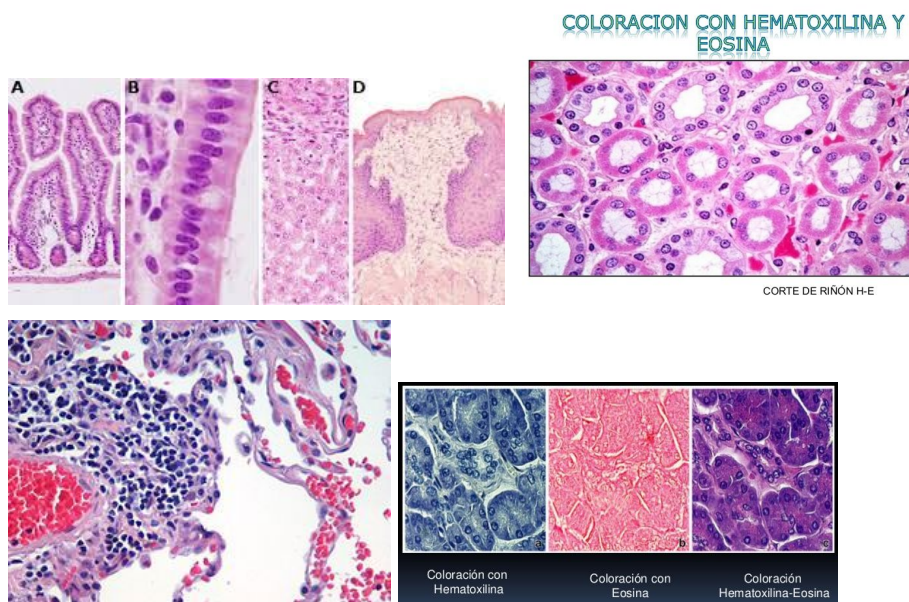 COLORACION CON HEMATOXILINA Y
EOSINA
A
B
C
D
CORTE DE RIÑÓN H-E
a
b
c
Coloración con
Hematoxilina
Coloración con
Eosina
Coloración
Hematoxilina-Eosina